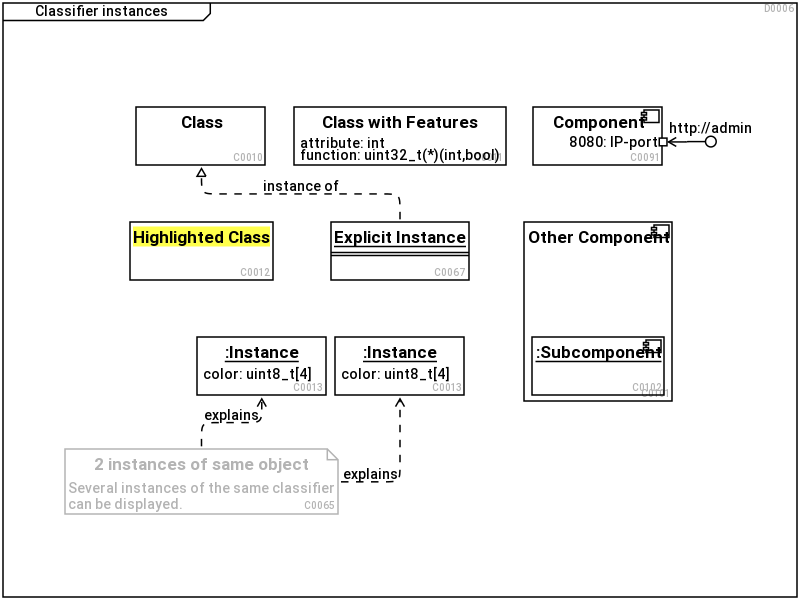 Classifier instances
D0006
Class
C0010
Class with Features
attribute: int
function: uint32_t(*)(int,bool)
Component
8080: IP-port
C0091
http://admin
instance of
Highlighted Class
C0012
Explicit Instance
C0067
Other Component
:Instance
color: uint8_t[4]
C0013
:Instance
color: uint8_t[4]
C0013
:Subcomponent
C0102
C0101
explains
2 instances of same object
Several instances of the same classifier
can be displayed.
C0065
explains